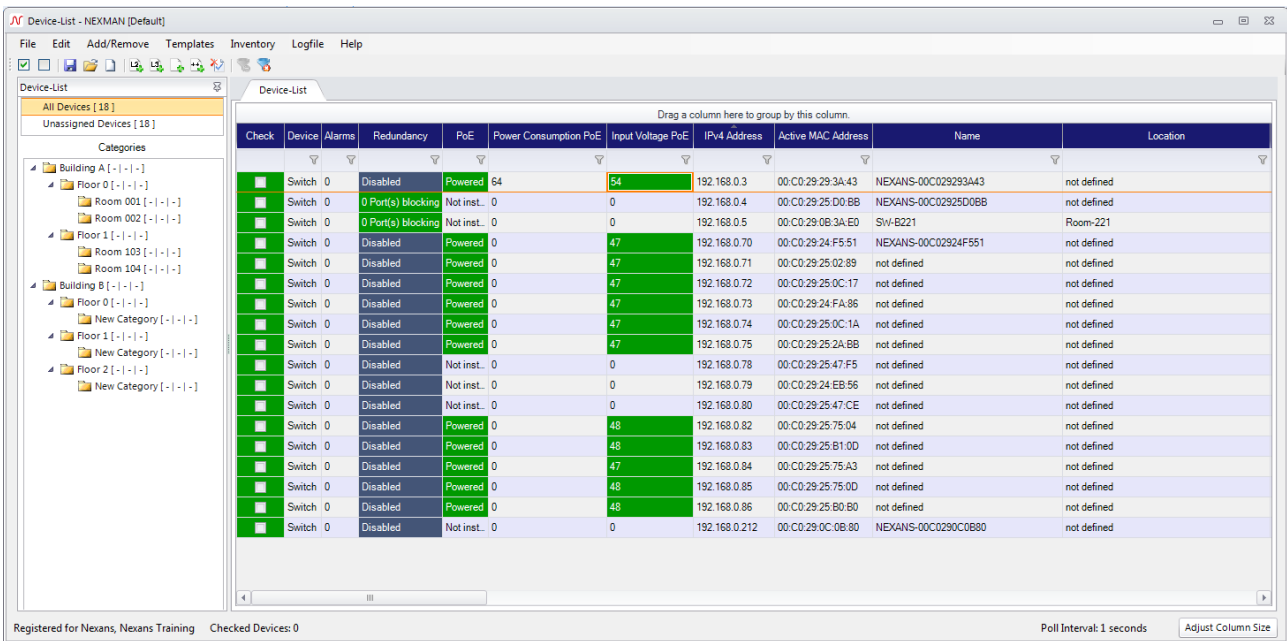 Device-List - NEXMAN [Default]
File Edit Add/Remove Templates Inventory Logfile Help
Device-List
All Devices [ 18 ]
Unassigned Devices [ 18 ]
Categories
Building A [ - | - | - ]
Floor 0 [ - | - | - ]
Room 001 [ - | - | - ]
Room 002 [ - | - | - ]
Floor 1 [ - | - | - ]
Room 103 [ - | - | - ]
Room 104 [ - | - | - ]
Building B [ - | - | - ]
Floor 0 [ - | - | - ]
New Category [ - | - | - ]
Floor 1 [ - | - | - ]
New Category [ - | - | - ]
Floor 2 [ - | - | - ]
New Category [ - | - | - ]
Device-List
Drag a column here to group by this column.
Check Device Alarms Redundancy PoE Power Consumption PoE Input Voltage PoE IPv4 Address Active MAC Address Name Location
Switch 0 Disabled Powered 64 54 192.168.0.3 00:C0:29:29:3A:43 NEXANS-00C029293A43 not defined
Switch 0 0 Port(s) blocking Not inst... 0 0 192.168.0.4 00:C0:29:25:D0:BB NEXANS-00C02925D0BB not defined
Switch 0 0 Port(s) blocking Not inst... 0 0 192.168.0.5 00:C0:29:0B:3A:E0 SW-B221 Room-221
Switch 0 Disabled Powered 0 47 192.168.0.70 00:C0:29:24:F5:51 NEXANS-00C02924F551 not defined
Switch 0 Disabled Powered 0 47 192.168.0.71 00:C0:29:25:02:89 not defined not defined
Switch 0 Disabled Powered 0 47 192.168.0.72 00:C0:29:25:0C:17 not defined not defined
Switch 0 Disabled Powered 0 47 192.168.0.73 00:C0:29:24:FA:86 not defined not defined
Switch 0 Disabled Powered 0 47 192.168.0.74 00:C0:29:25:0C:1A not defined not defined
Switch 0 Disabled Powered 0 47 192.168.0.75 00:C0:29:25:2A:BB not defined not defined
Switch 0 Disabled Not inst... 0 0 192.168.0.78 00:C0:29:25:47:F5 not defined not defined
Switch 0 Disabled Not inst... 0 0 192.168.0.79 00:C0:29:24:EB:56 not defined not defined
Switch 0 Disabled Not inst... 0 0 192.168.0.80 00:C0:29:25:47:CE not defined not defined
Switch 0 Disabled Powered 0 48 192.168.0.82 00:C0:29:25:75:04 not defined not defined
Switch 0 Disabled Powered 0 48 192.168.0.83 00:C0:29:25:B1:0D not defined not defined
Switch 0 Disabled Powered 0 47 192.168.0.84 00:C0:29:25:75:A3 not defined not defined
Switch 0 Disabled Powered 0 48 192.168.0.85 00:C0:29:25:75:0D not defined not defined
Switch 0 Disabled Powered 0 48 192.168.0.86 00:C0:29:25:B0:B0 not defined not defined
Switch 0 Disabled Not inst... 0 0 192.168.0.212 00:C0:29:0C:0B:80 NEXANS-00C0290C0B80 not defined
Registered for Nexans, Nexans Training Checked Devices: 0 Poll Interval: 1 seconds Adjust Column Size